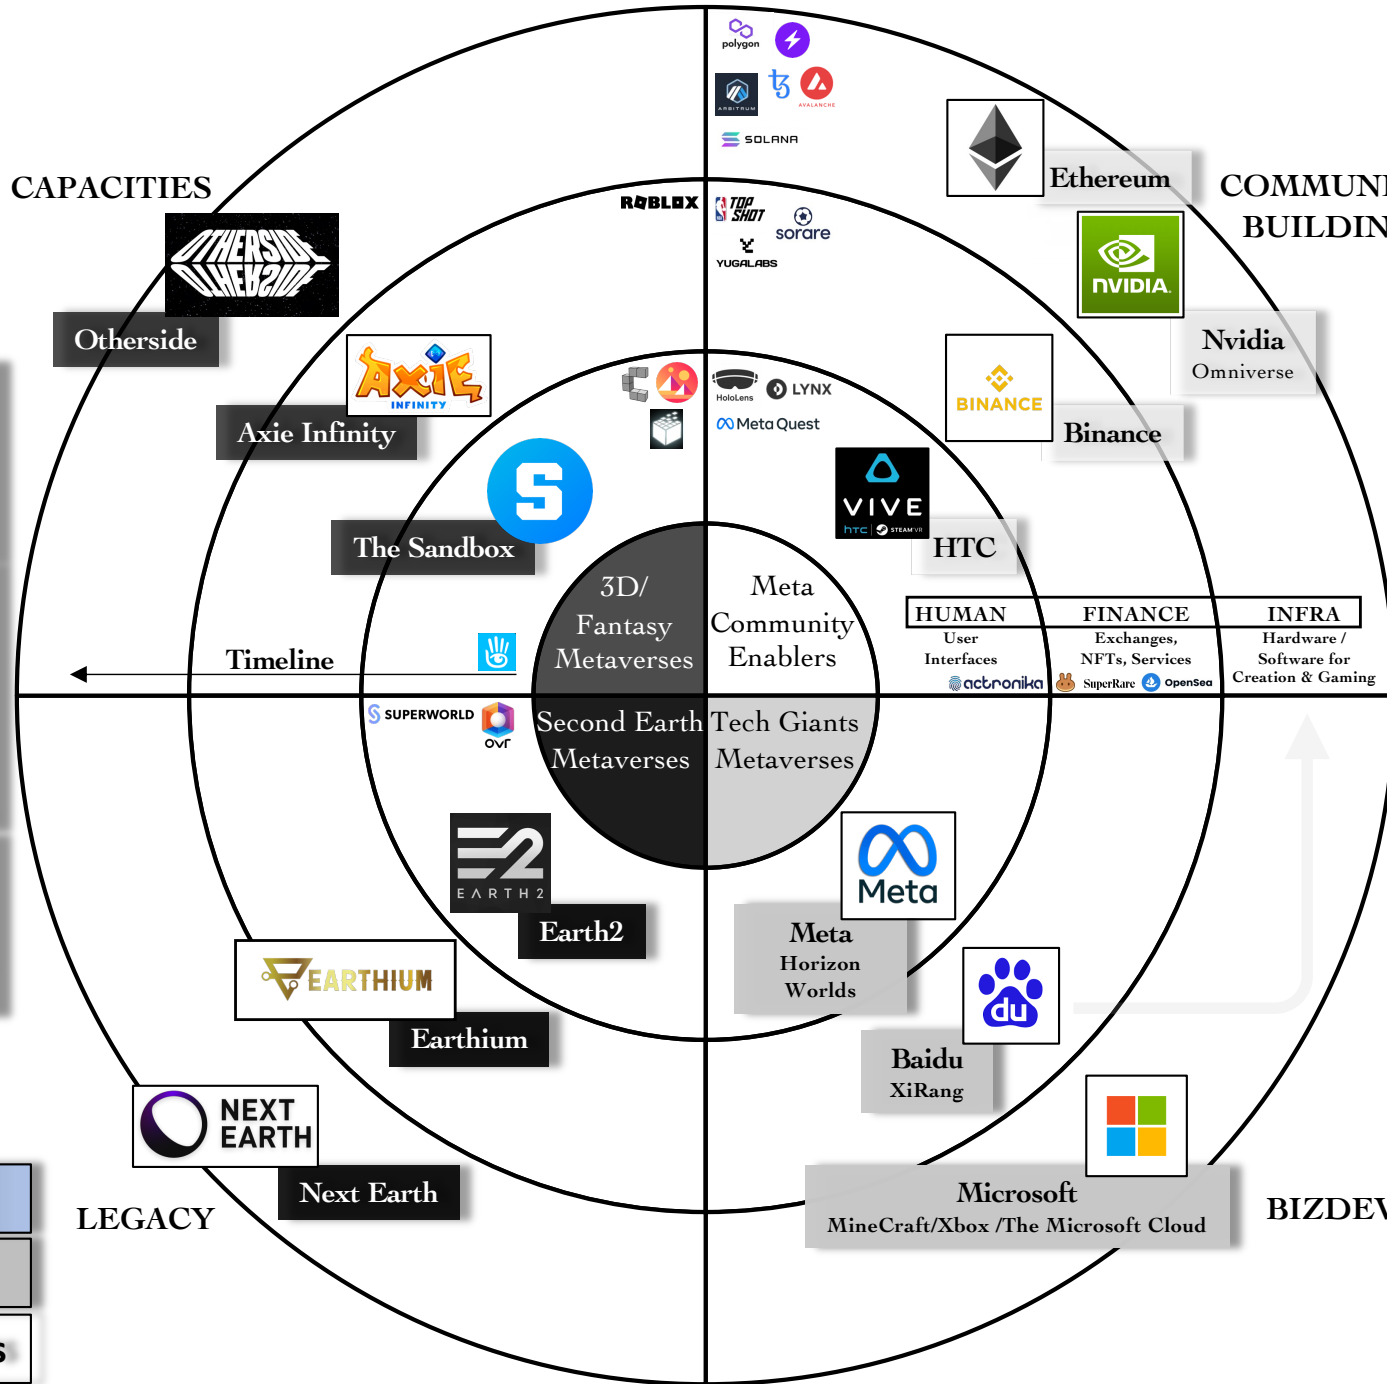 polygon
ARBITRUM
AVALANCHE
SOLANA
CAPACITIES
Ethereum
COMMUN
BUILDIN
ROBLOX
TOP
SHOT
sorare
YUGALABS
OTHERSIDE
OTHERSIDE
Otherside
NVIDIA.
Nvidia
Omniverse
AXIE
INFINITY
Axie Infinity
BINANCE
Binance
HoloLens
LYNX
Meta Quest
S
The Sandbox
VIVE
hTC STEAM VR
HTC
3D/
Fantasy
Metaverses
Meta
Community
Enablers
HUMAN
FINANCE
INFRA
User
Interfaces
Exchanges,
NFTs, Services
Hardware /
Software for
Creation & Gaming
actronika
SuperRare
OpenSea
Timeline
SUPERWORLD
OVR
Second Earth
Metaverses
Tech Giants
Metaverses
E2
EARTH 2
Earth2
Meta
Meta
Horizon
Worlds
EARTHIUM
Earthium
du
Baidu
XiRang
NEXT
EARTH
Next Earth
LEGACY
Microsoft
MineCraft/Xbox /The Microsoft Cloud
BIZDEV
s